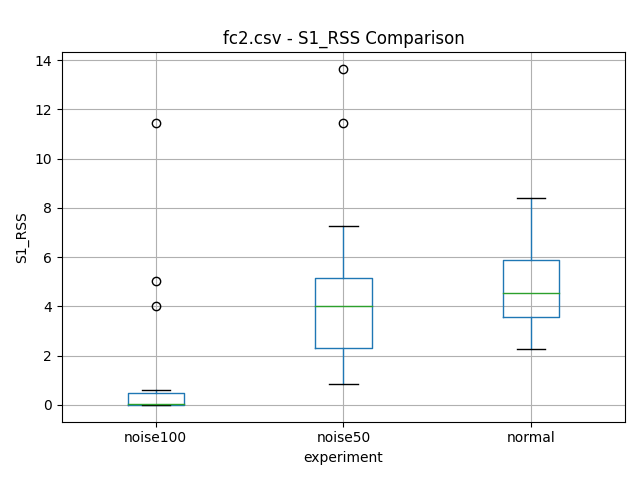 fc2.csv - S1_RSS Comparison
14
12
10
8
6
4
2
0
S1_RSS
noise100 noise50 normal
experiment